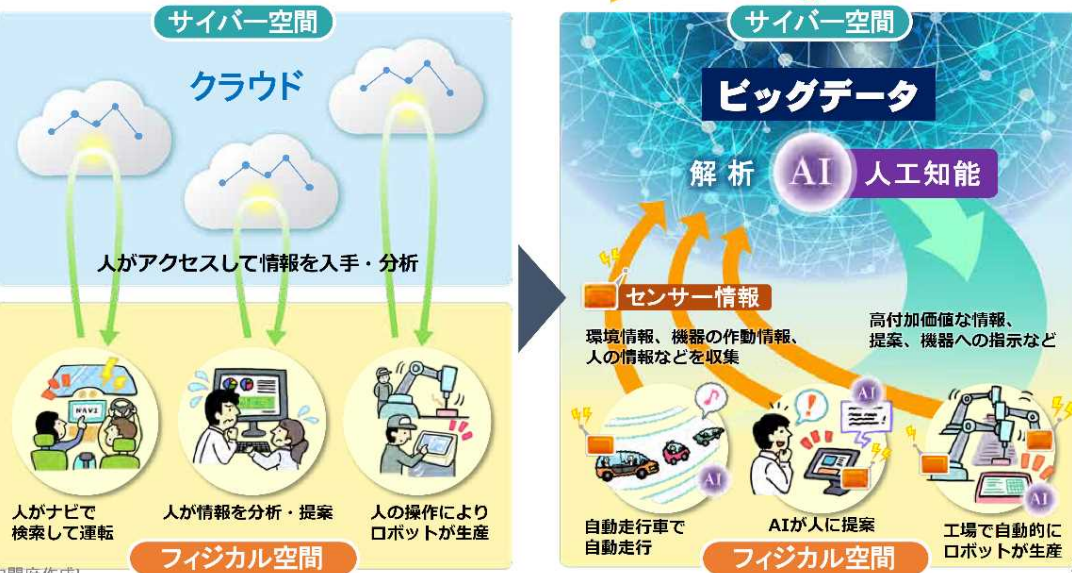 サイバー空間
クラウド
人がアクセスして情報を入手・分析
NAVI
人がナビで
検索して運転
人が情報を分析・提案
人の操作により
ロボットが生産
フィジカル空間
サイバー空間
ビッグデータ
解析 AI 人工知能
センサー情報
環境情報、機器の作動情報、
人の情報などを収集
高付加価値な情報、
提案、機器への指示など
AI
AI
AI
自動走行車で
自動走行
AIが人に提案
工場で自動的に
ロボットが生産
フィジカル空間